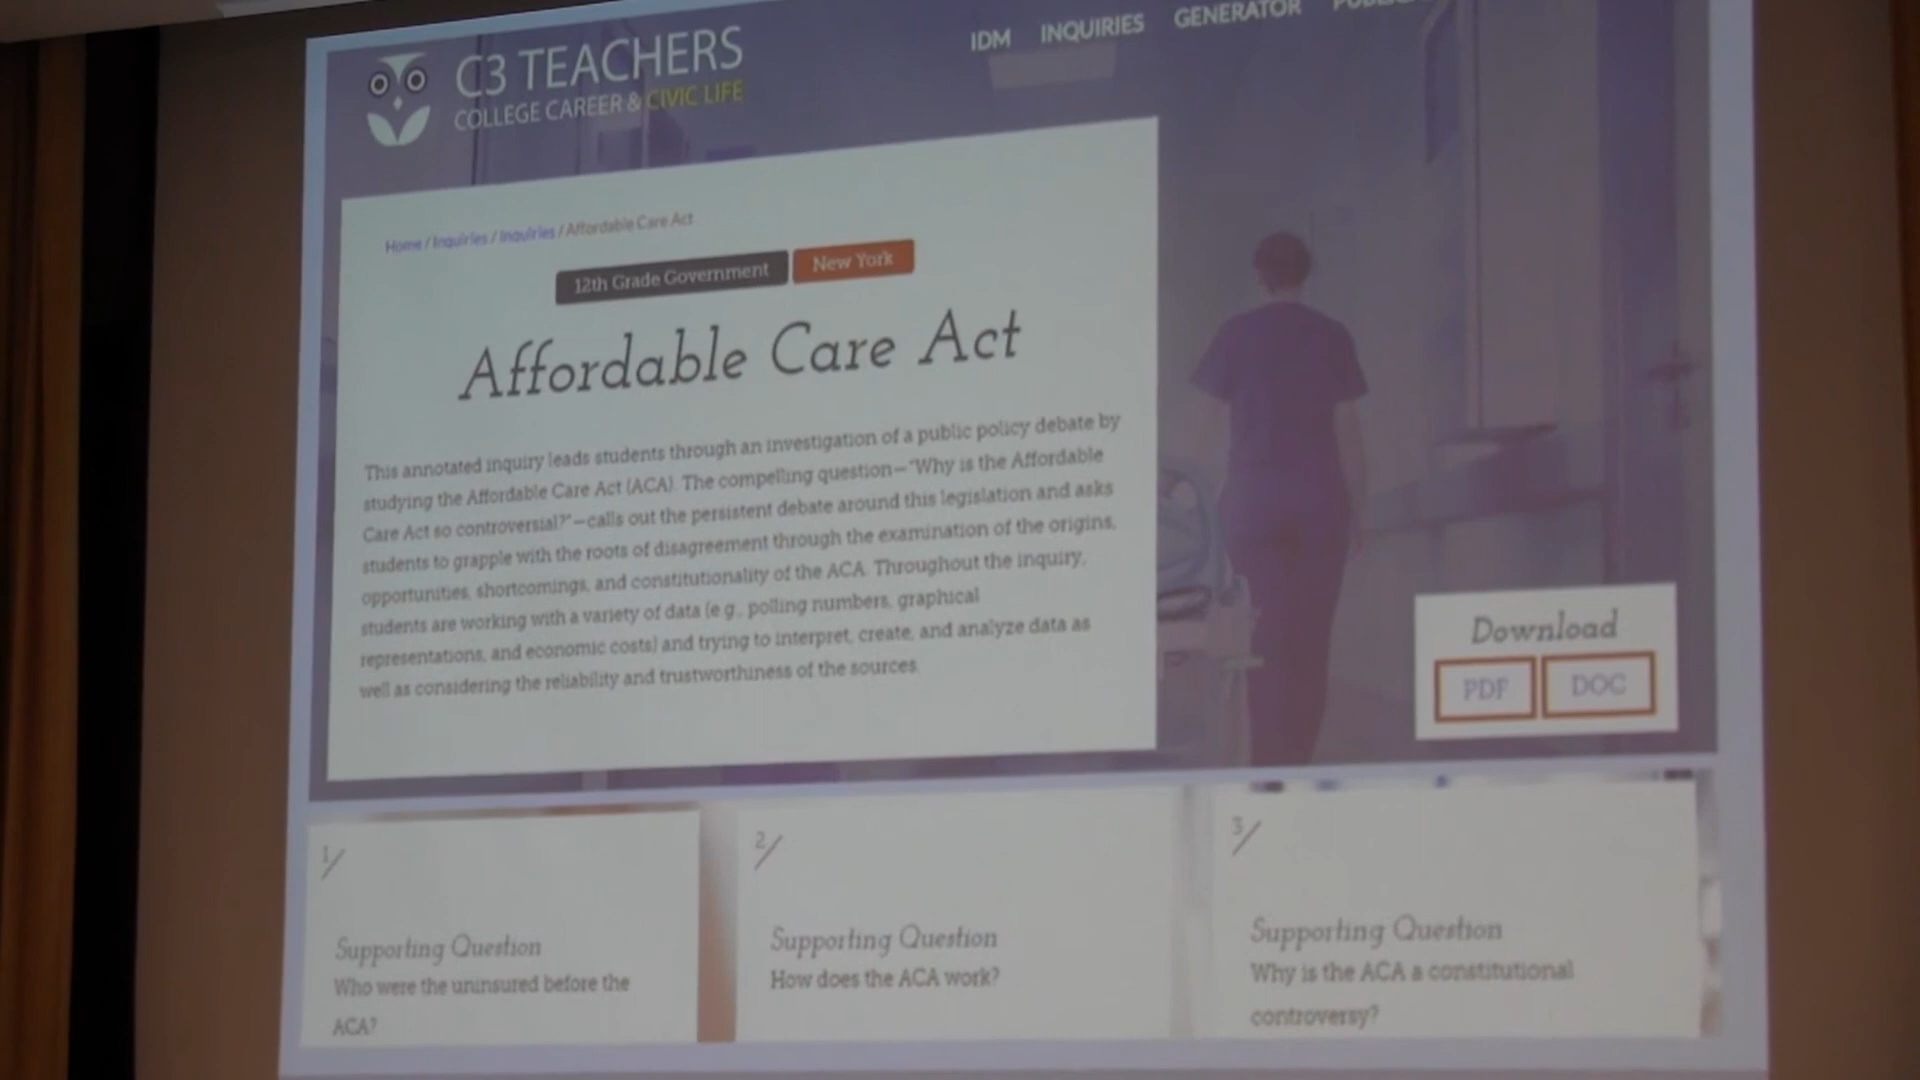 C3 TEACHERS
COLLEGE CAREER & CIVIC LIFE
IDM INQUIRIES GENERATOR
Home / Inquiries / Inquiries / Affordable Care Act
12th Grade Government New York
Affordable Care Act
This annotated inquiry leads students through an investigation of a public policy debate by
studying the Affordable Care Act (ACA). The compelling question—"Why is the Affordable
Care Act so controversial?"—calls out the persistent debate around this legislation and asks
students to grapple with the roots of disagreement through the examination of the origins,
opportunities, shortcomings, and constitutionality of the ACA. Throughout the inquiry,
students are working with a variety of data (e.g., polling numbers, graphical
representations, and economic costs) and trying to interpret, create, and analyze data as
well as considering the reliability and trustworthiness of the sources.
Download
PDF DOC
1/
Supporting Question
Who were the uninsured before the
ACA?
2/
Supporting Question
How does the ACA work?
3/
Supporting Question
Why is the ACA a constitutional
controversy?